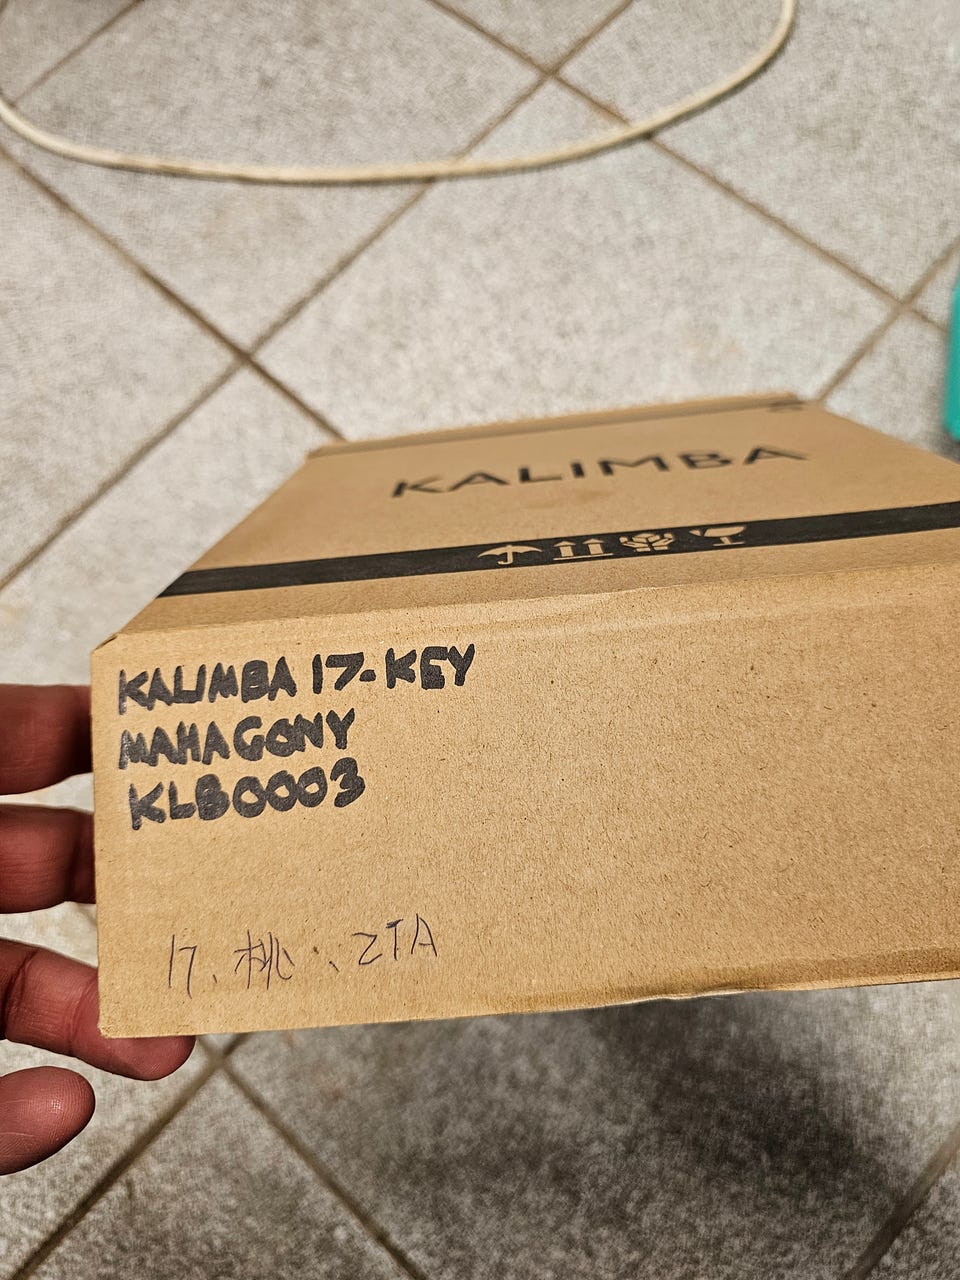 KALIMBA
KALIMBA 17-KEY
MAHAGONY
KLB0003
17、桃、ZTA